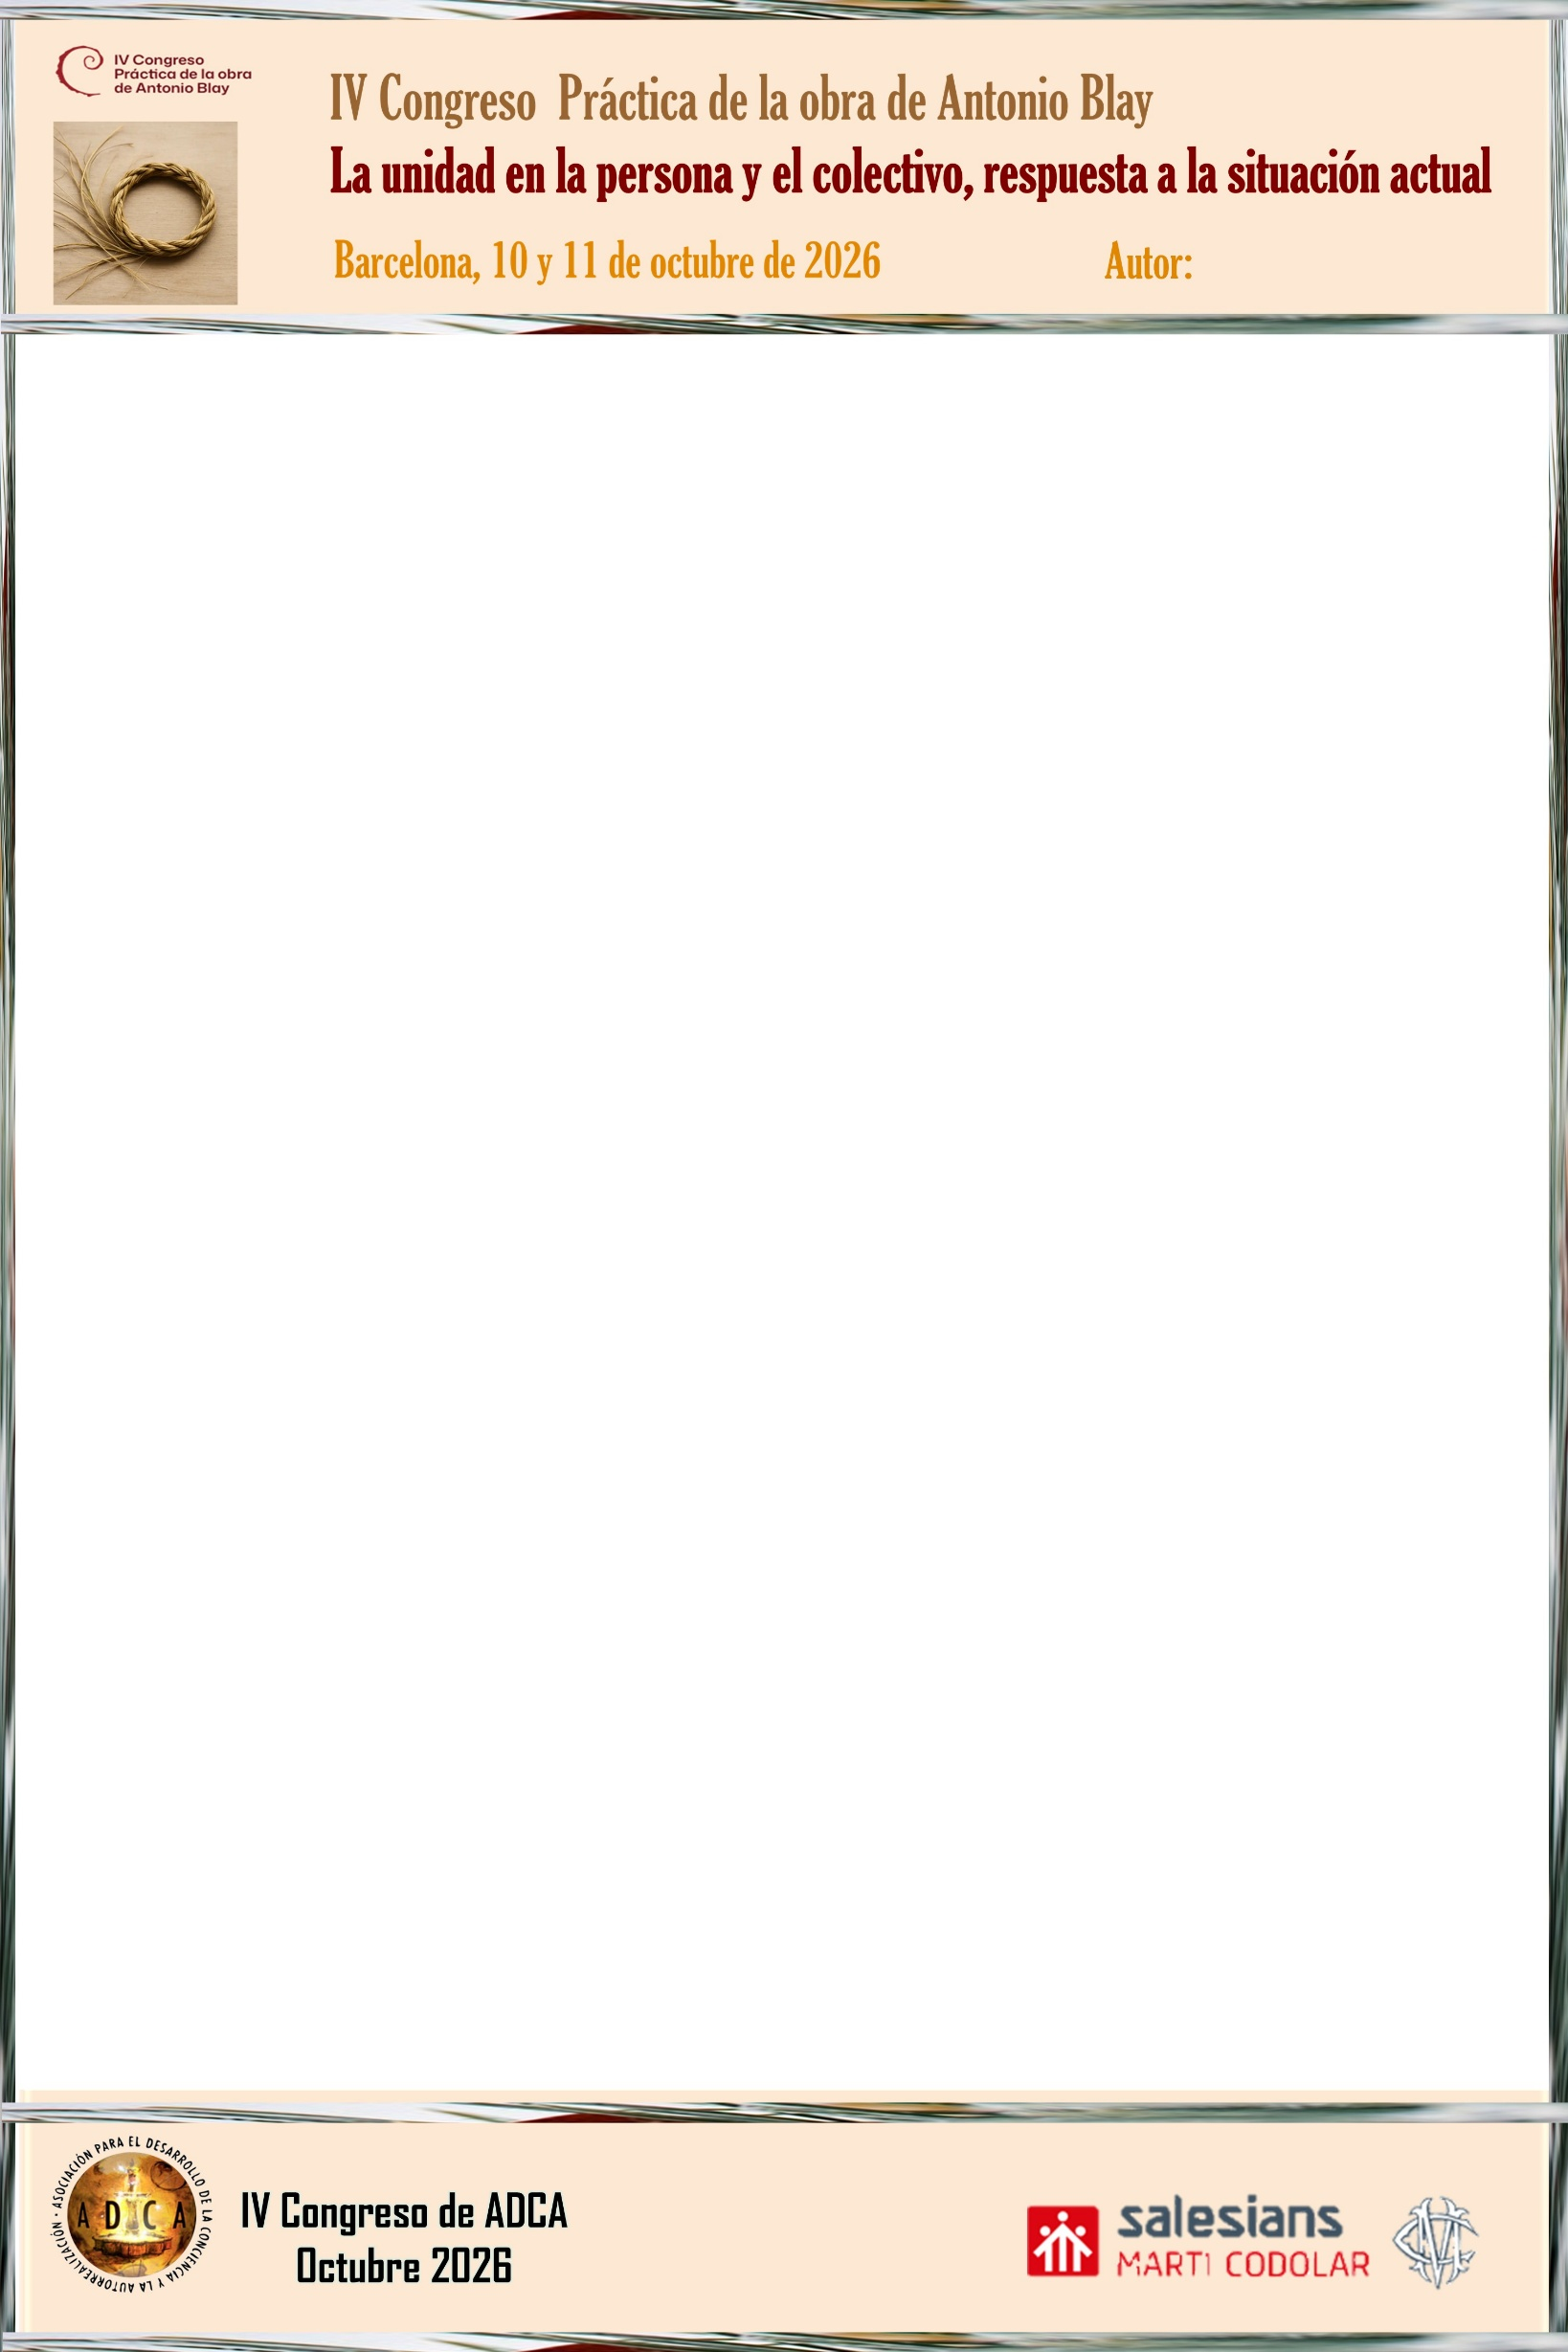 IV Congreso
Práctica de la obra
de Antonio Blay
IV Congreso Práctica de la obra de Antonio Blay
La unidad en la persona y el colectivo, respuesta a la situación actual
Barcelona, 10 y 11 de octubre de 2026
Autor:
ASOCIACIÓN PARA EL DESARROLLO DE LA CONCIENCIA Y LA AUTORREALIZACIÓN ·
A D C A
IV Congreso de ADCA
Octubre 2026
salesians
MARTÍ CODOLAR